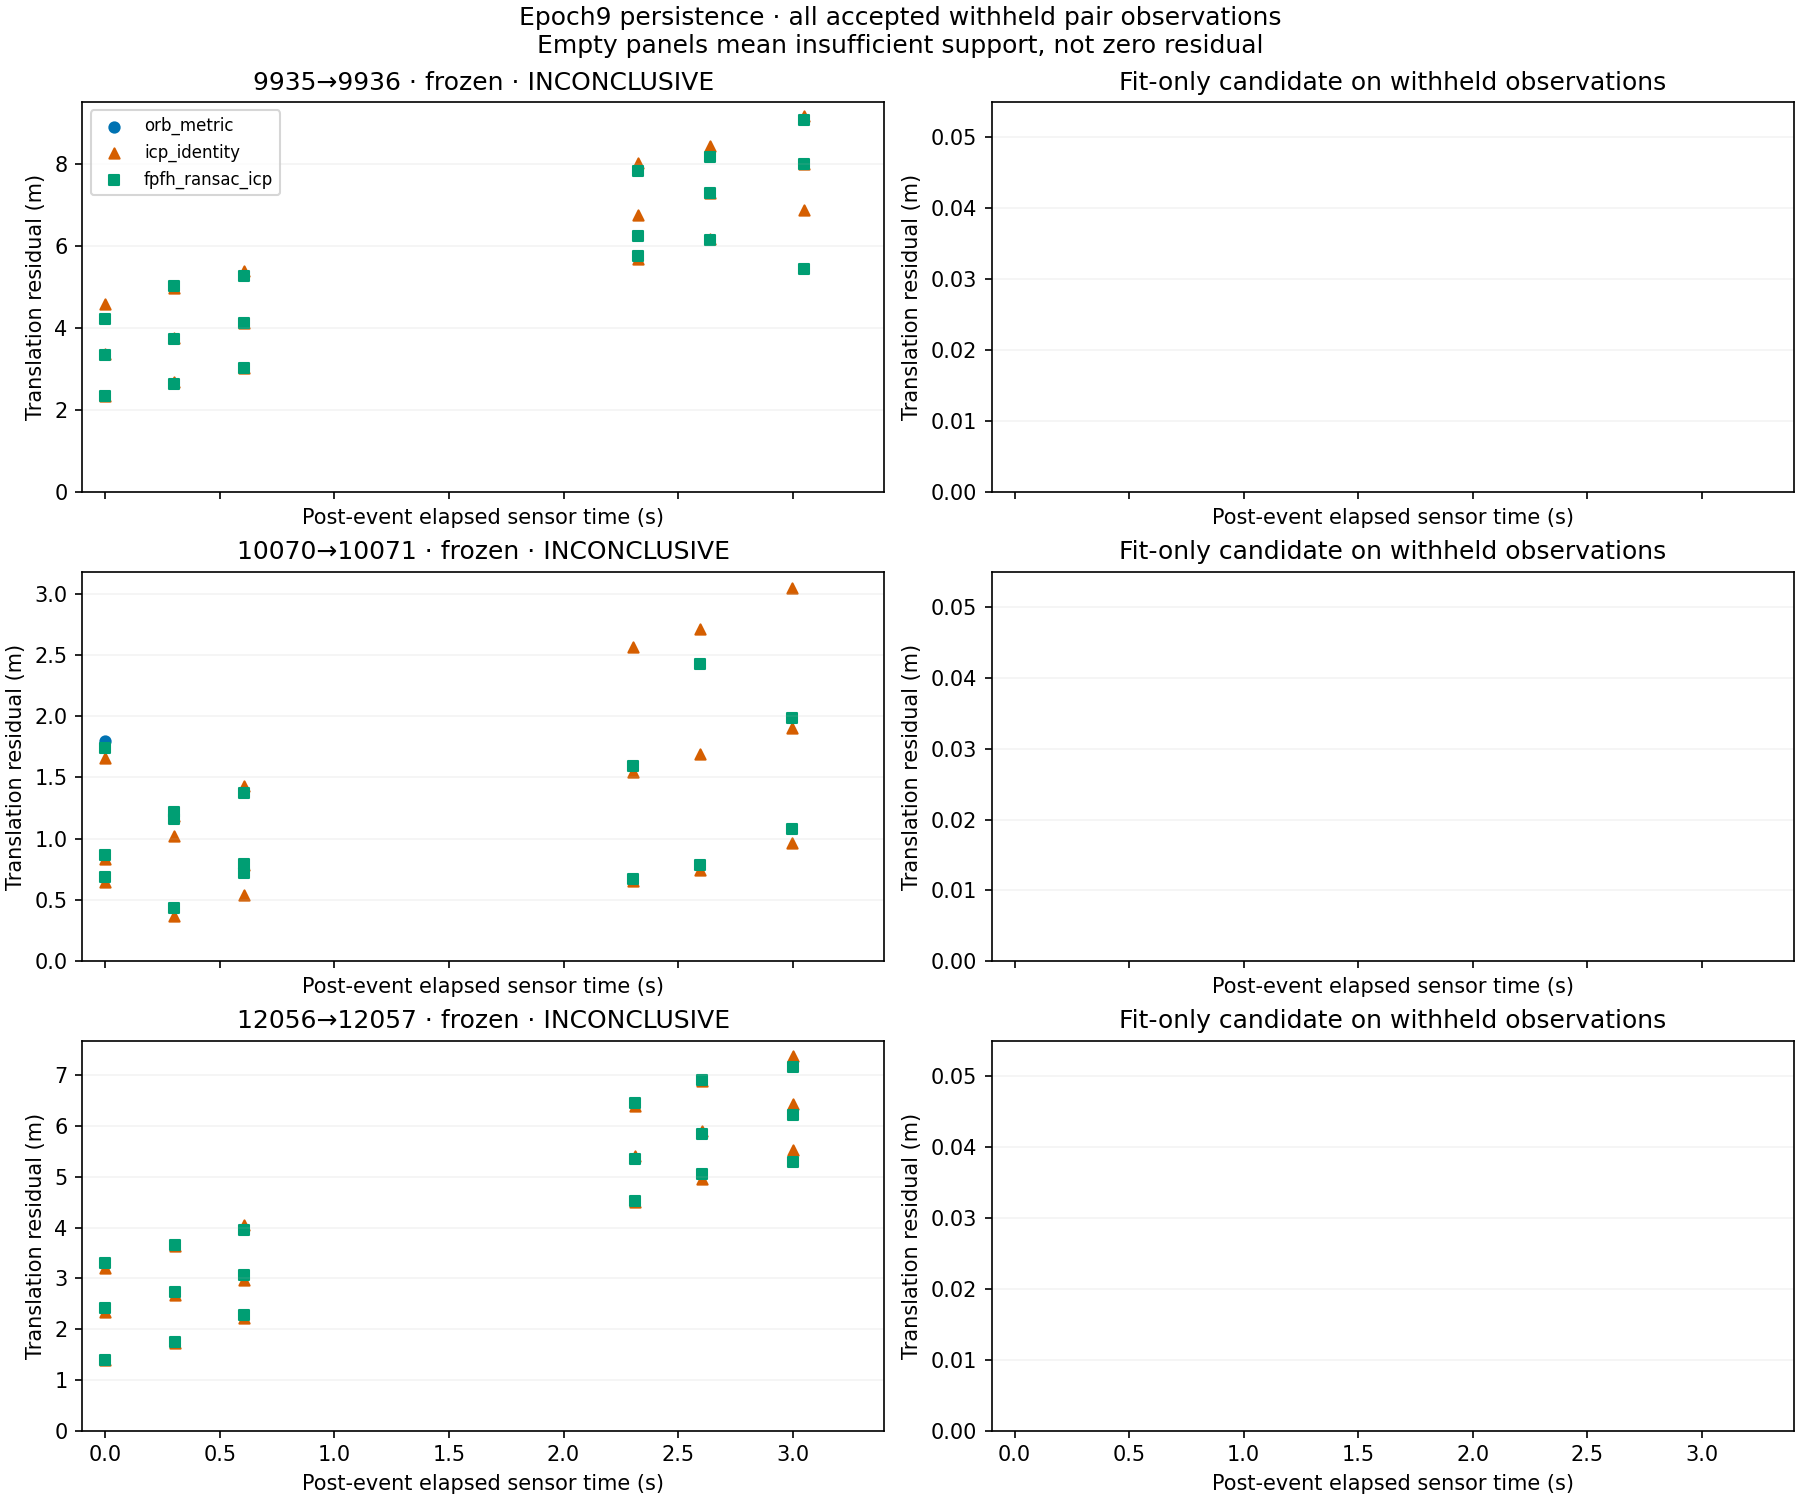 Epoch9 persistence · all accepted withheld pair observations
Empty panels mean insufficient support, not zero residual
9935→9936 · frozen · INCONCLUSIVE
orb_metric
icp_identity
fpfh_ransac_icp
Translation residual (m)
8
6
4
2
0
Post-event elapsed sensor time (s)
Fit-only candidate on withheld observations
Translation residual (m)
0.05
0.04
0.03
0.02
0.01
0.00
Post-event elapsed sensor time (s)
10070→10071 · frozen · INCONCLUSIVE
Translation residual (m)
3.0
2.5
2.0
1.5
1.0
0.5
0.0
Post-event elapsed sensor time (s)
Fit-only candidate on withheld observations
Translation residual (m)
0.05
0.04
0.03
0.02
0.01
0.00
Post-event elapsed sensor time (s)
12056→12057 · frozen · INCONCLUSIVE
Translation residual (m)
7
6
5
4
3
2
1
0
0.0 0.5 1.0 1.5 2.0 2.5 3.0
Post-event elapsed sensor time (s)
Fit-only candidate on withheld observations
Translation residual (m)
0.05
0.04
0.03
0.02
0.01
0.00
0.0 0.5 1.0 1.5 2.0 2.5 3.0
Post-event elapsed sensor time (s)